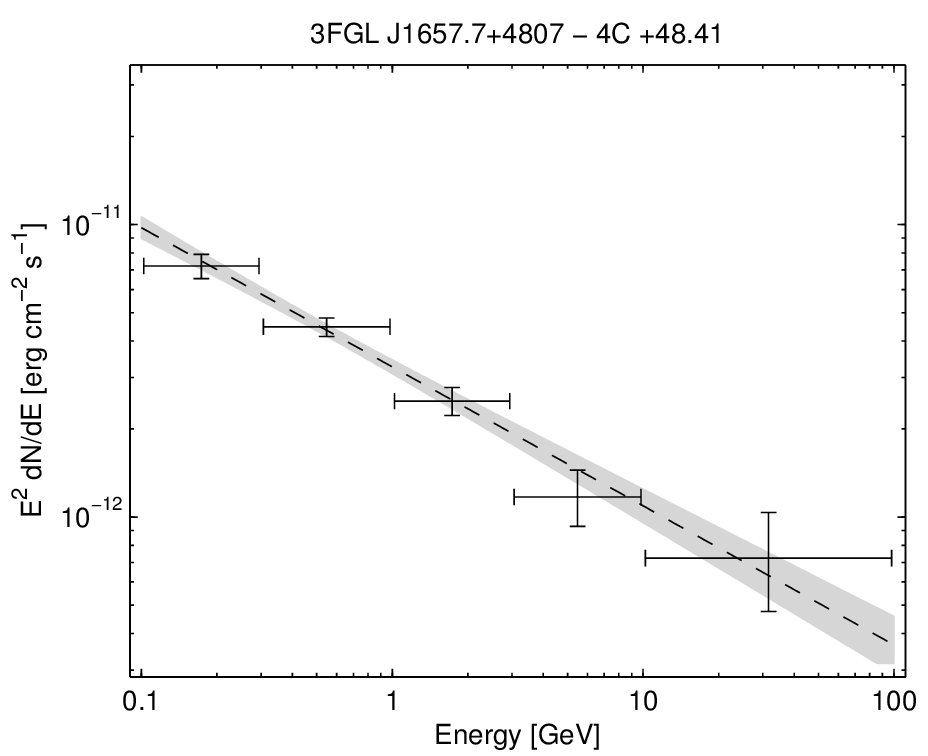 3FGL J1657.7+4807 − 4C +48.41
E² dN/dE [erg cm⁻² s⁻¹]
10⁻¹¹
10⁻¹²
0.1 1 10 100
Energy [GeV]